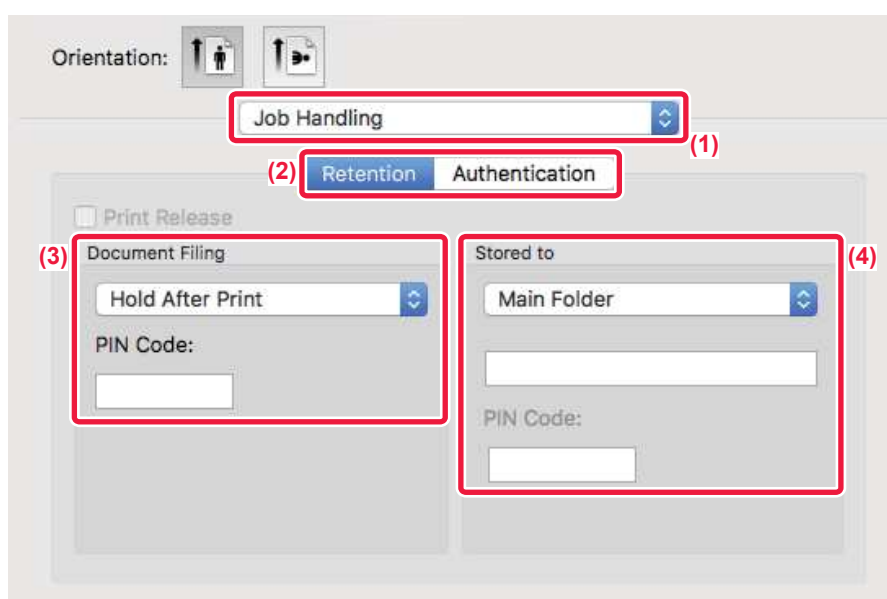 Orientation:
Job Handling
(1)
(2) Retention Authentication
Print Release
(3) Document Filing Stored to (4)
Hold After Print Main Folder
PIN Code:
PIN Code: